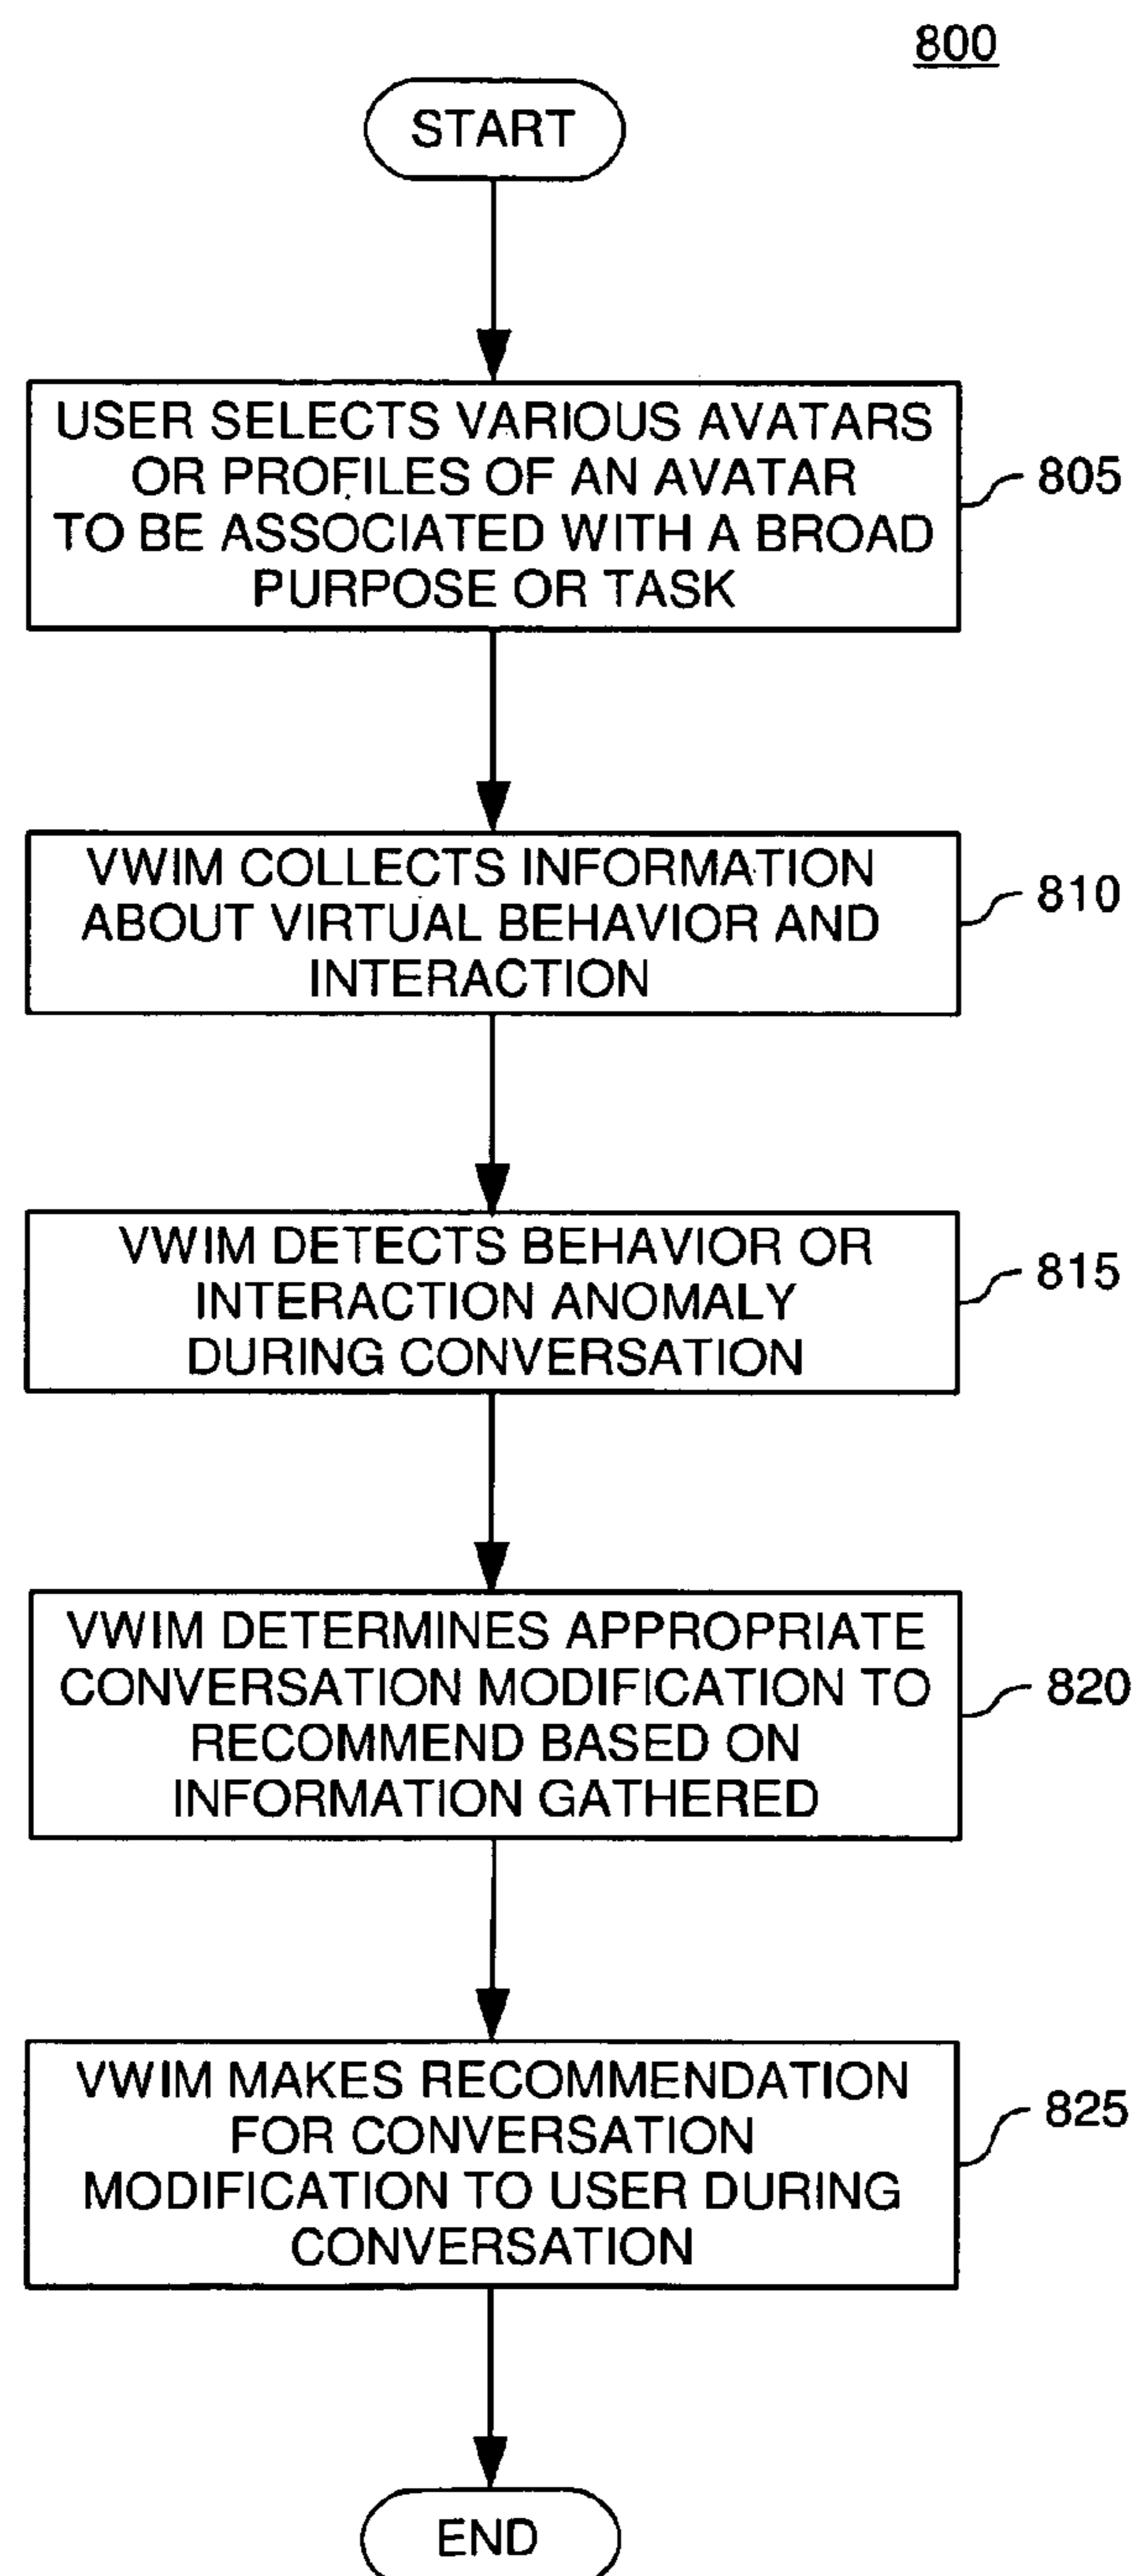 800
START
USER SELECTS VARIOUS AVATARS
OR PROFILES OF AN AVATAR
TO BE ASSOCIATED WITH A BROAD
PURPOSE OR TASK
805
VWIM COLLECTS INFORMATION
ABOUT VIRTUAL BEHAVIOR AND
INTERACTION
810
VWIM DETECTS BEHAVIOR OR
INTERACTION ANOMALY
DURING CONVERSATION
815
VWIM DETERMINES APPROPRIATE
CONVERSATION MODIFICATION TO
RECOMMEND BASED ON
INFORMATION GATHERED
820
VWIM MAKES RECOMMENDATION
FOR CONVERSATION
MODIFICATION TO USER DURING
CONVERSATION
825
END